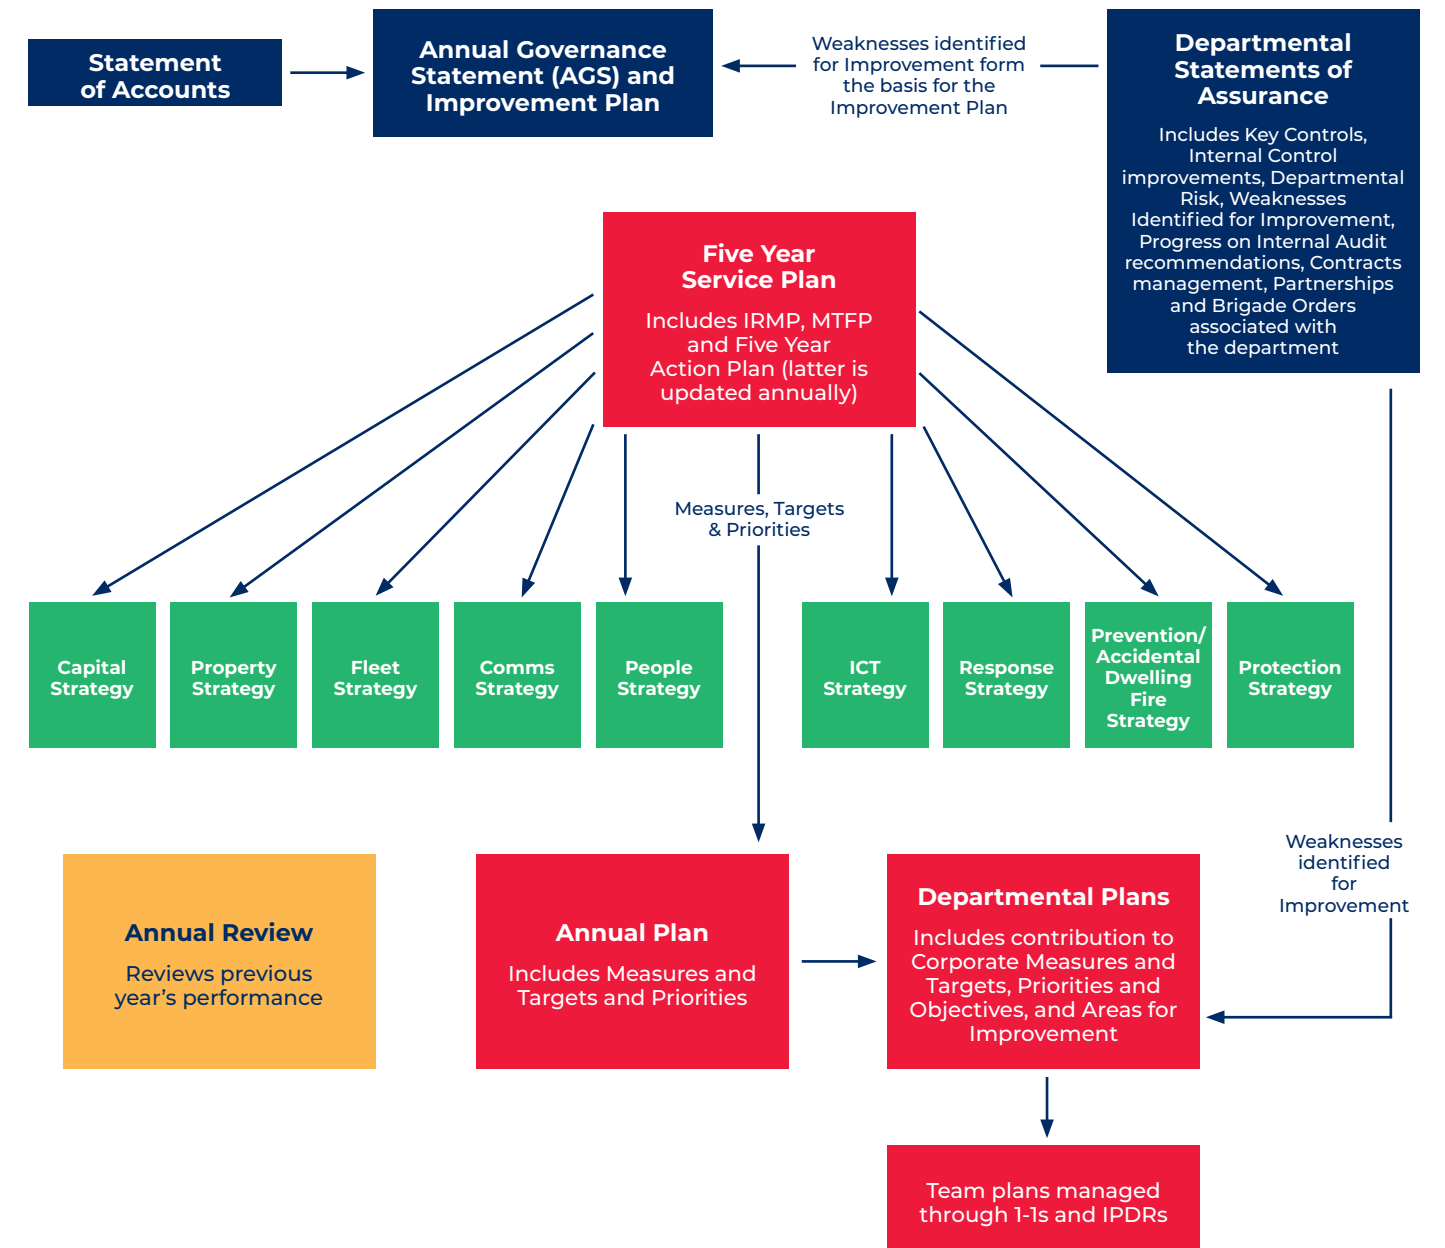 Statement
of Accounts
Annual Governance
Statement (AGS) and
Improvement Plan
Weaknesses identified
for Improvement form
the basis for the
Improvement Plan
Departmental
Statements of
Assurance
Includes Key Controls,
Internal Control
improvements, Departmental
Risk, Weaknesses
Identified for Improvement,
Progress on Internal Audit
recommendations, Contracts
management, Partnerships
and Brigade Orders
associated with
the department
Five Year
Service Plan
Includes IRMP, MTFP
and Five Year
Action Plan (latter is
updated annually)
Measures, Targets
& Priorities
Capital
Strategy
Property
Strategy
Fleet
Strategy
Comms
Strategy
People
Strategy
ICT
Strategy
Response
Strategy
Prevention/
Accidental
Dwelling
Fire
Strategy
Protection
Strategy
Weaknesses
identified
for
Improvement
Annual Review
Reviews previous
year’s performance
Annual Plan
Includes Measures and
Targets and Priorities
Departmental Plans
Includes contribution to
Corporate Measures and
Targets, Priorities and
Objectives, and Areas for
Improvement
Team plans managed
through 1-1s and IPDRs